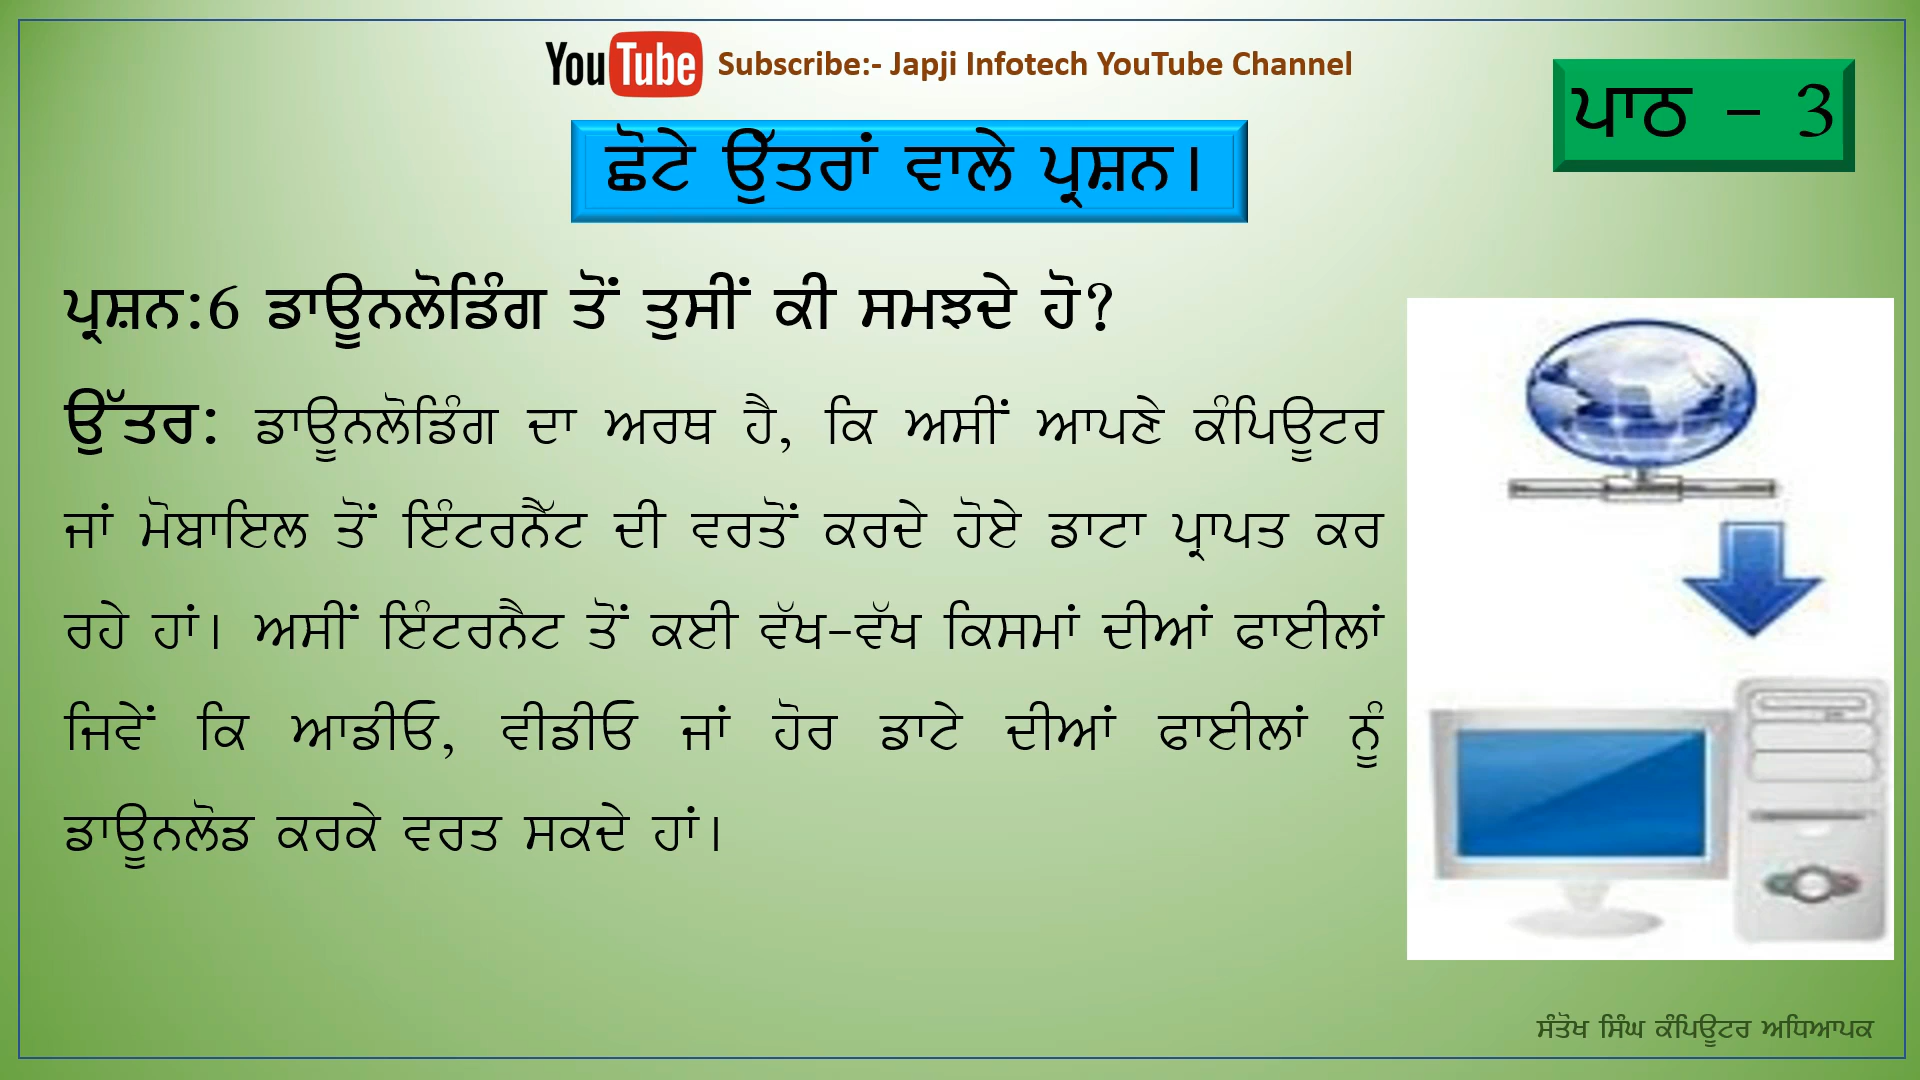 YouTube Subscribe:- Japji Infotech YouTube Channel
ਪਾਠ - 3
ਛੋਟੇ ਉੱਤਰਾਂ ਵਾਲੇ ਪ੍ਰਸ਼ਨ।
ਪ੍ਰਸ਼ਨ:6 ਡਾਊਨਲੋਡਿੰਗ ਤੋਂ ਤੁਸੀਂ ਕੀ ਸਮਝਦੇ ਹੋ?
ਉੱਤਰ: ਡਾਊਨਲੋਡਿੰਗ ਦਾ ਅਰਥ ਹੈ, ਕਿ ਅਸੀਂ ਆਪਣੇ ਕੰਪਿਊਟਰ
ਜਾਂ ਮੋਬਾਇਲ ਤੋਂ ਇੰਟਰਨੈੱਟ ਦੀ ਵਰਤੋਂ ਕਰਦੇ ਹੋਏ ਡਾਟਾ ਪ੍ਰਾਪਤ ਕਰ
ਰਹੇ ਹਾਂ। ਅਸੀਂ ਇੰਟਰਨੈਟ ਤੋਂ ਕਈ ਵੱਖ-ਵੱਖ ਕਿਸਮਾਂ ਦੀਆਂ ਫਾਈਲਾਂ
ਜਿਵੇਂ ਕਿ ਆਡੀਓ, ਵੀਡੀਓ ਜਾਂ ਹੋਰ ਡਾਟੇ ਦੀਆਂ ਫਾਈਲਾਂ ਨੂੰ
ਡਾਊਨਲੋਡ ਕਰਕੇ ਵਰਤ ਸਕਦੇ ਹਾਂ।
ਸੰਤੋਖ ਸਿੰਘ ਕੰਪਿਊਟਰ ਅਧਿਆਪਕ